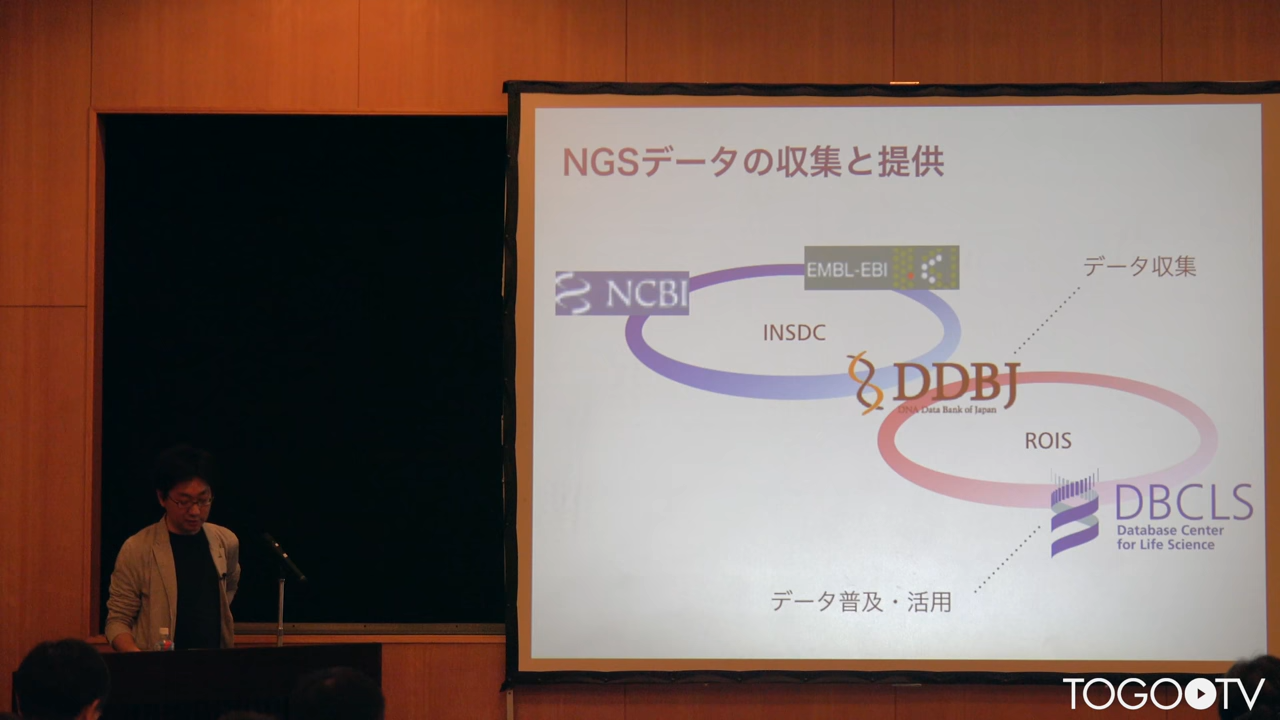 NGSデータの収集と提供
NCBI
EMBL-EBI
データ収集
INSDC
DDBJ
DNA Data Bank of Japan
ROIS
DBCLS
Database Center
for Life Science
データ普及・活用
TOGOTV